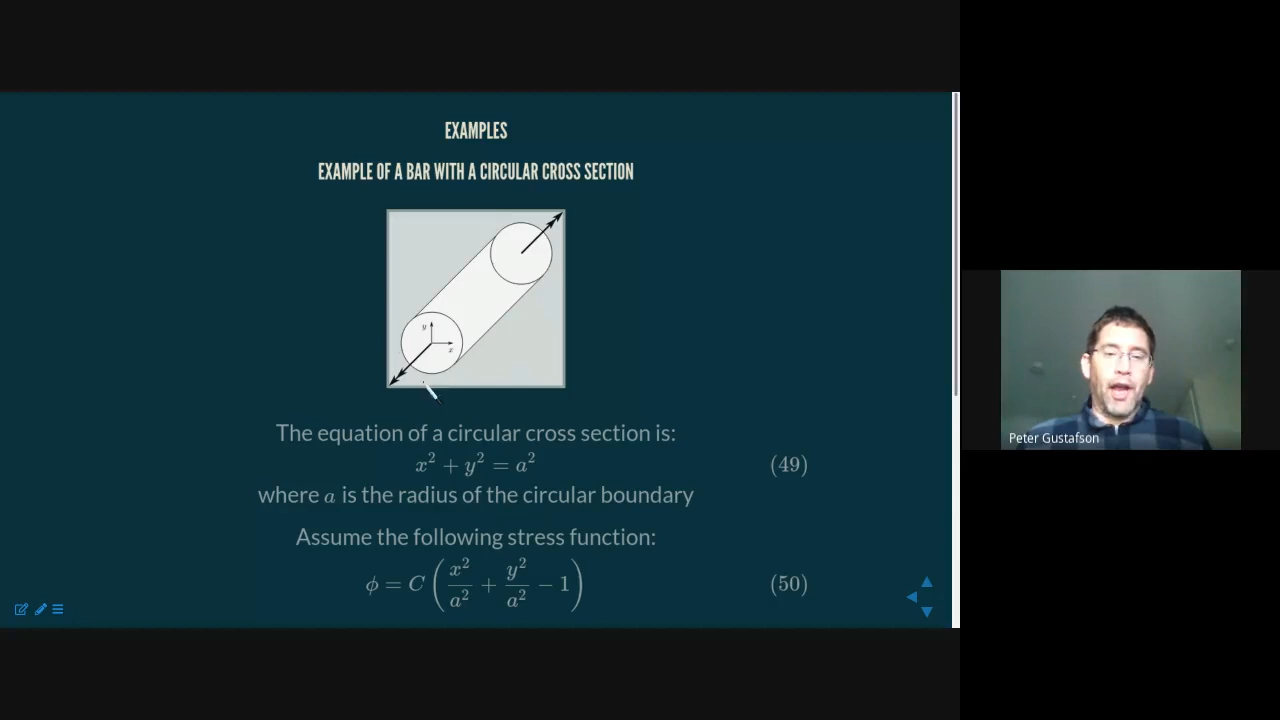 EXAMPLES
EXAMPLE OF A BAR WITH A CIRCULAR CROSS SECTION
y
x
The equation of a circular cross section is:
x² + y² = a² (49)
where a is the radius of the circular boundary
Assume the following stress function:
ϕ = C (x²/a² + y²/a² − 1) (50)
Peter Gustafson